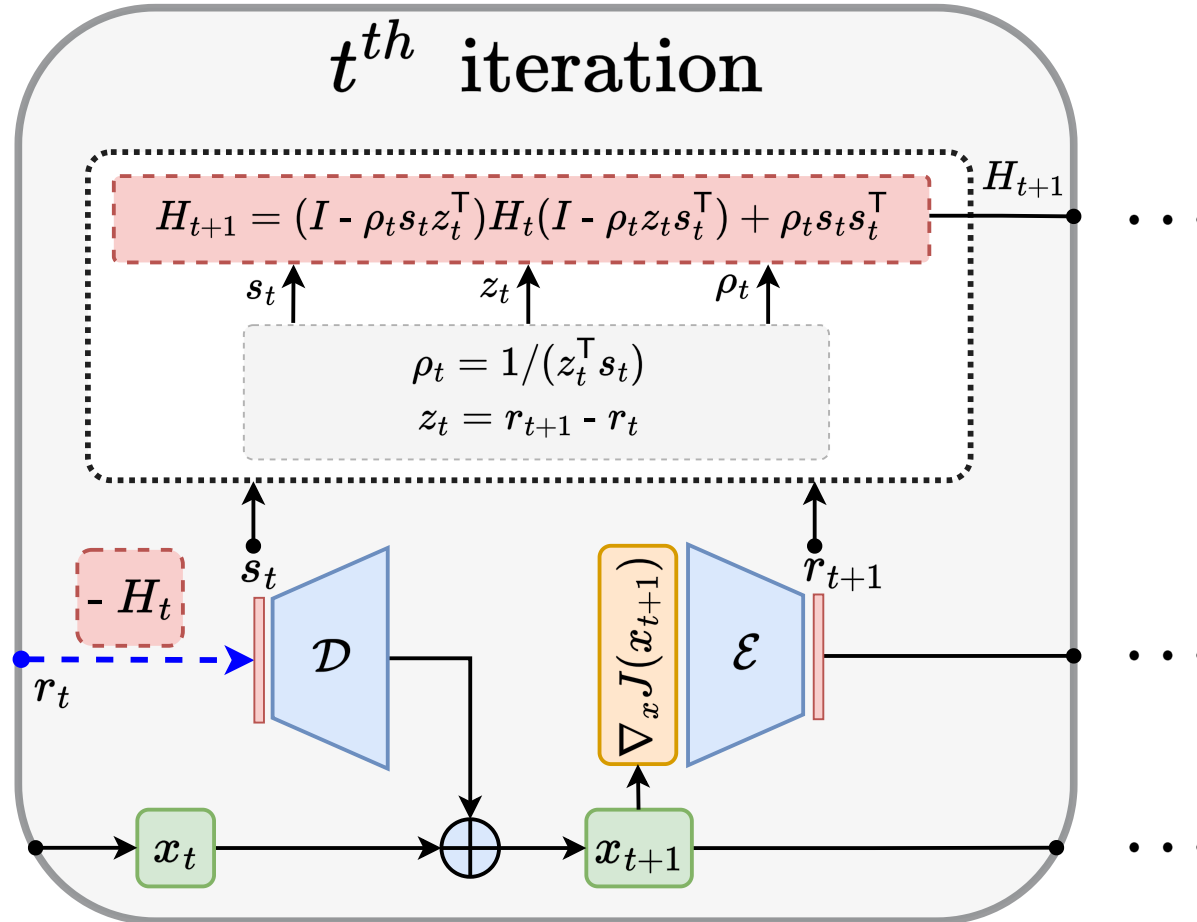 t^{th} iteration
H_{t+1}
H_{t+1} = (I - ρ_t s_t z_t^⊤)H_t(I - ρ_t z_t s_t^⊤) + ρ_t s_t s_t^⊤
s_t z_t ρ_t
ρ_t = 1/(z_t^⊤ s_t)
z_t = r_{t+1} - r_t
- H_t
s_t
r_{t+1}
∇_x J(x_{t+1})
𝒟
ℰ
r_t
x_t
x_{t+1}